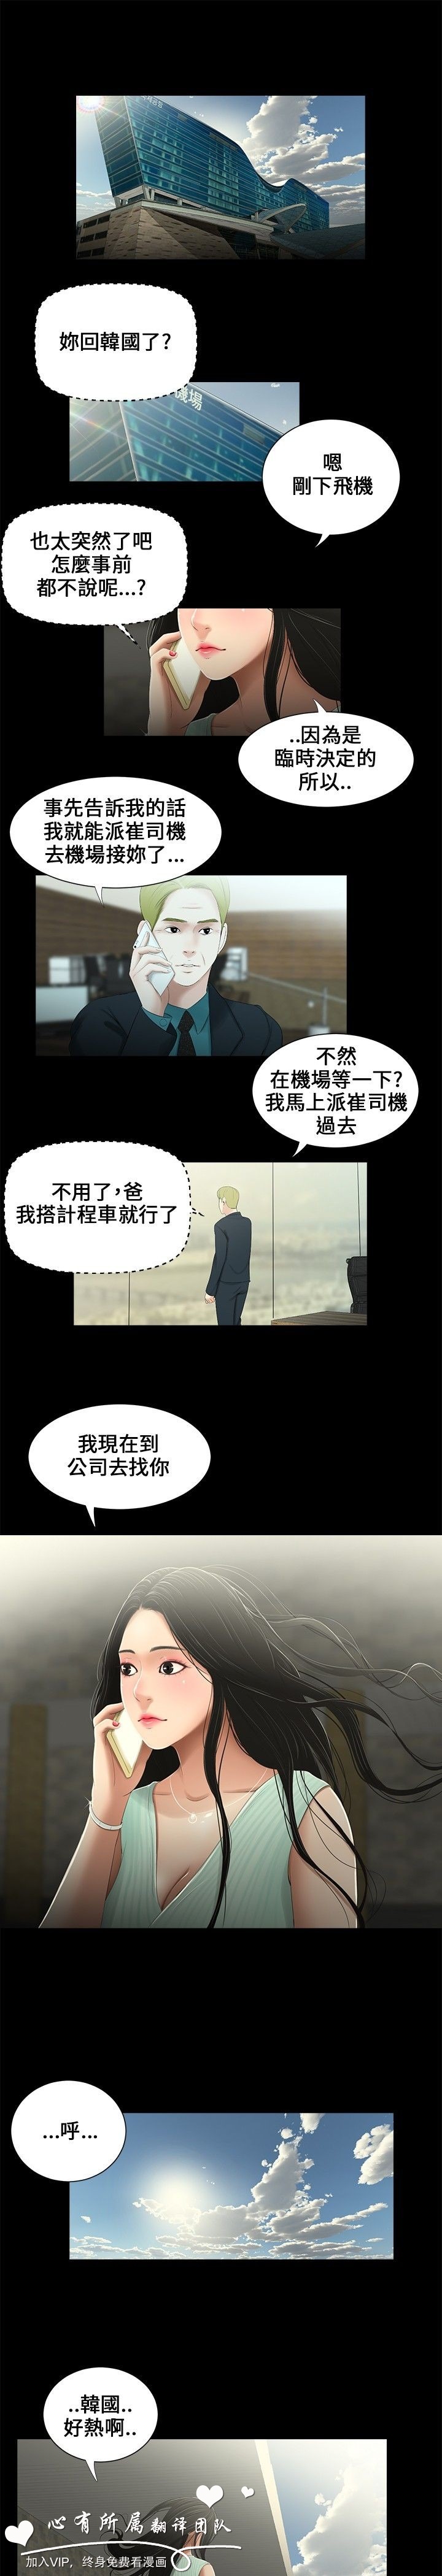 妳回韓國了?
機場
嗯
剛下飛機
也太突然了吧
怎麼事前
都不說呢...?
..因為是
臨時決定的
所以..
事先告訴我的話
我就能派崔司機
去機場接妳了...
不然
在機場等一下?
我馬上派崔司機
過去
不用了,爸
我搭計程車就行了
我現在到
公司去找你
...呼...
..韓國..
好熱啊..
心有所属翻译团队
加入VIP，终身免费看漫画